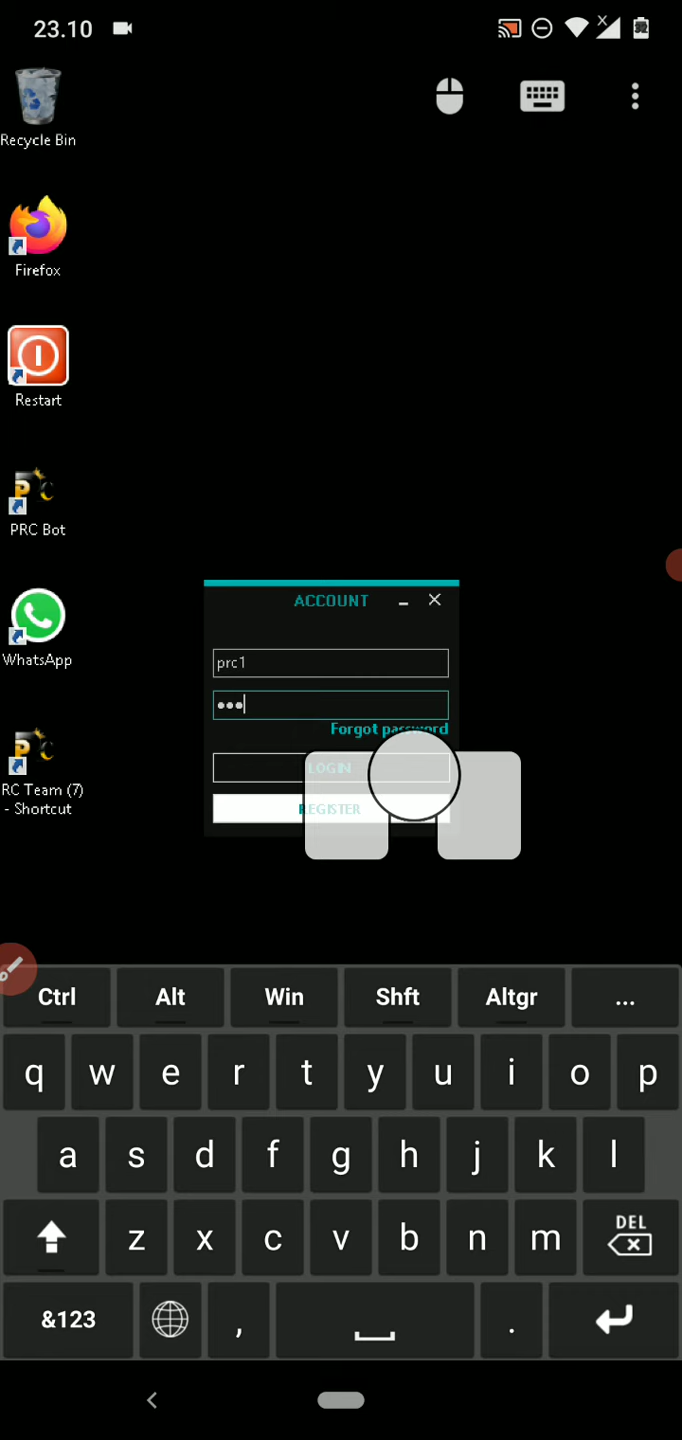 23.10
Recycle Bin
Firefox
Restart
PRC Bot
WhatsApp
RC Team (7)
- Shortcut
ACCOUNT
prc1
•••
Forgot password
LOGIN
REGISTER
Ctrl Alt Win Shft Altgr ...
q w e r t y u i o p
a s d f g h j k l
z x c v b n m DEL
&123 , .